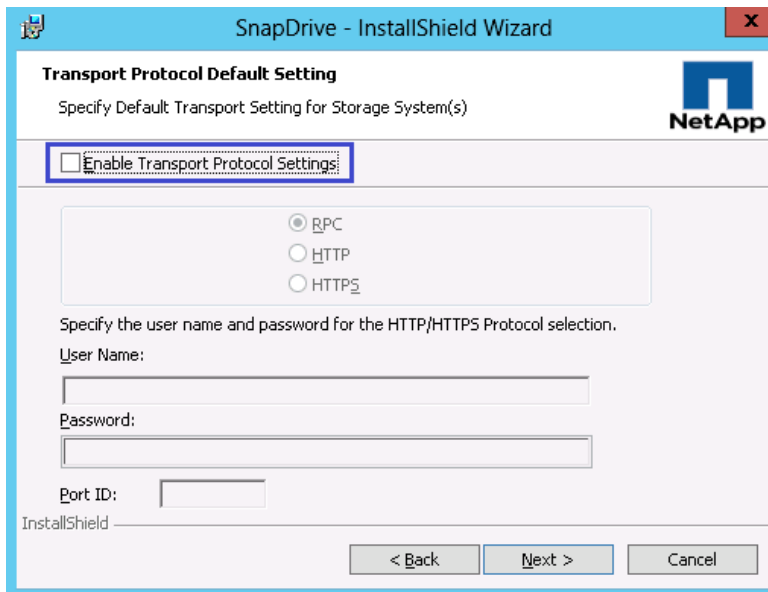 SnapDrive - InstallShield Wizard
x
Transport Protocol Default Setting
Specify Default Transport Setting for Storage System(s)
NetApp
Enable Transport Protocol Settings
RPC
HTTP
HTTPS
Specify the user name and password for the HTTP/HTTPS Protocol selection.
User Name:
Password:
Port ID:
InstallShield
< Back Next > Cancel